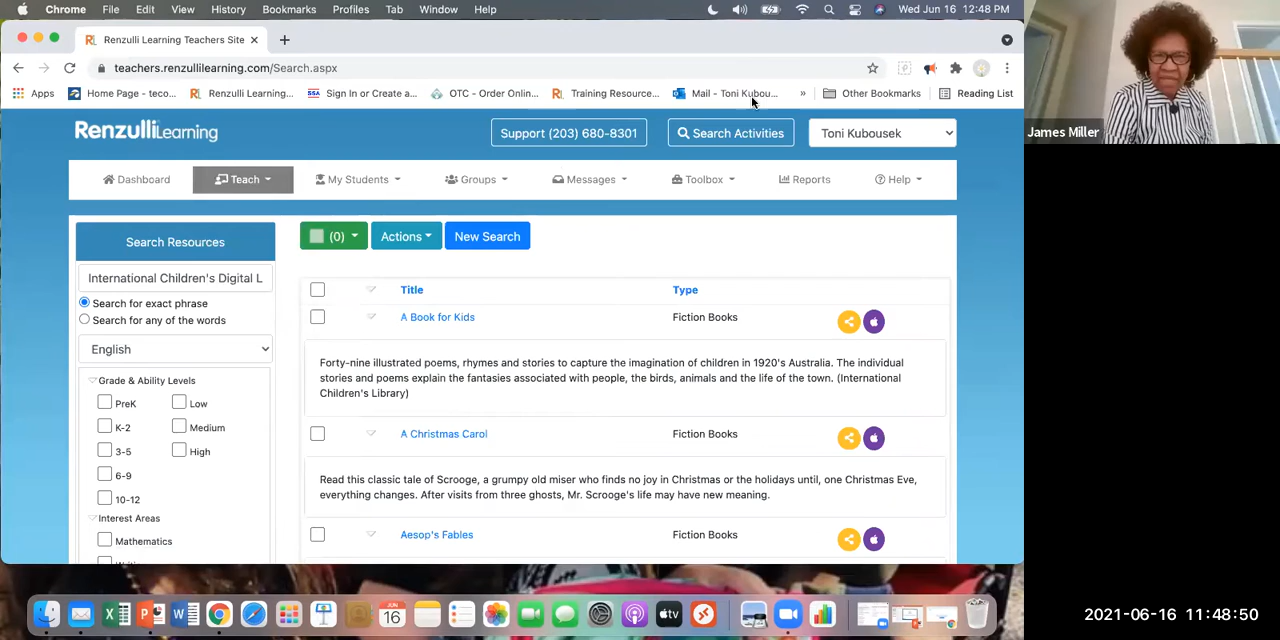 Chrome File Edit View History Bookmarks Profiles Tab Window Help Wed Jun 16 12:48 PM
Renzulli Learning Teachers Site
teachers.renzullilearning.com/Search.aspx
Apps Home Page - teco... Renzulli Learning... SSA Sign In or Create a... OTC - Order Onlin... Training Resource... Mail - Toni Kubou... » Other Bookmarks Reading List
James Miller
RenzulliLearning Support (203) 680-8301 Search Activities Toni Kubousek
Dashboard Teach My Students Groups Messages Toolbox Reports Help
Search Resources (0) Actions New Search
International Children's Digital L
Search for exact phrase
Search for any of the words
English
Grade & Ability Levels
PreK Low
K-2 Medium
3-5 High
6-9
10-12
Interest Areas
Mathematics
Title Type
A Book for Kids Fiction Books
Forty-nine illustrated poems, rhymes and stories to capture the imagination of children in 1920's Australia. The individual
stories and poems explain the fantasies associated with people, the birds, animals and the life of the town. (International
Children's Library)
A Christmas Carol Fiction Books
Read this classic tale of Scrooge, a grumpy old miser who finds no joy in Christmas or the holidays until, one Christmas Eve,
everything changes. After visits from three ghosts, Mr. Scrooge's life may have new meaning.
Aesop's Fables Fiction Books
JUN
16
tv
2021-06-16 11:48:50